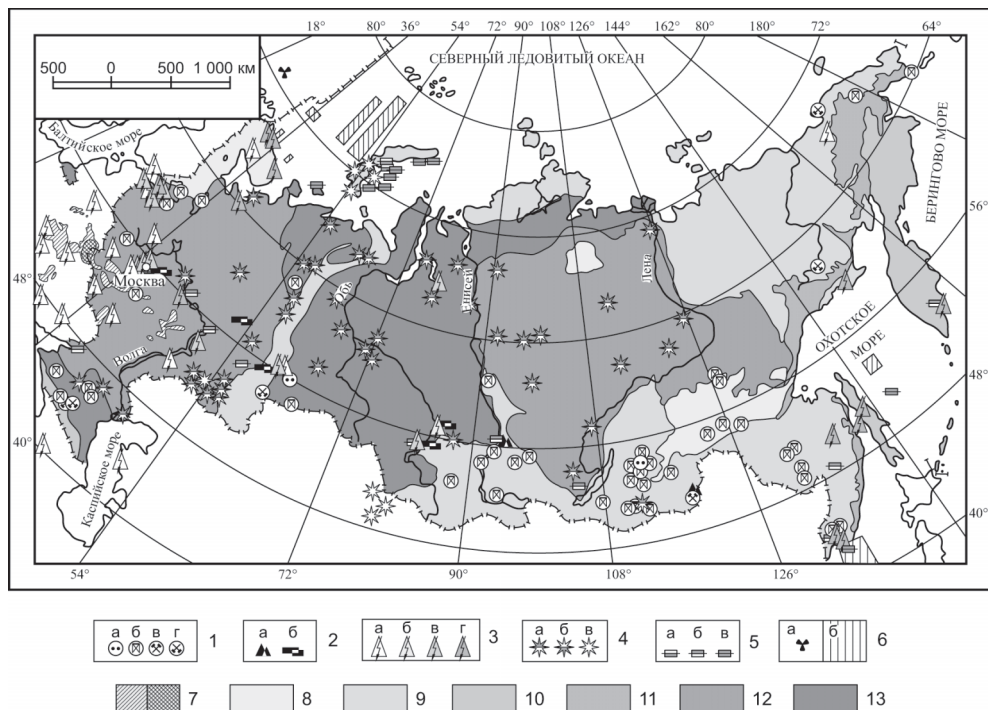 18° 80° 36° 54° 72° 90° 108° 126° 144° 162° 80° 180° 72° 64°
500 0 500 1 000 км
СЕВЕРНЫЙ ЛЕДОВИТЫЙ ОКЕАН
Балтийское море
БЕРИНГОВО МОРЕ
56°
48°
Москва
Обь
Енисей
Лена
Волга
ОХОТСКОЕ
МОРЕ
48°
40°
Каспийское море
40°
54° 72° 90° 108° 126°
а б в г 1
а б 2
а б в г 3
а б в 4
а б в 5
а б 6
7 8 9 10 11 12 13